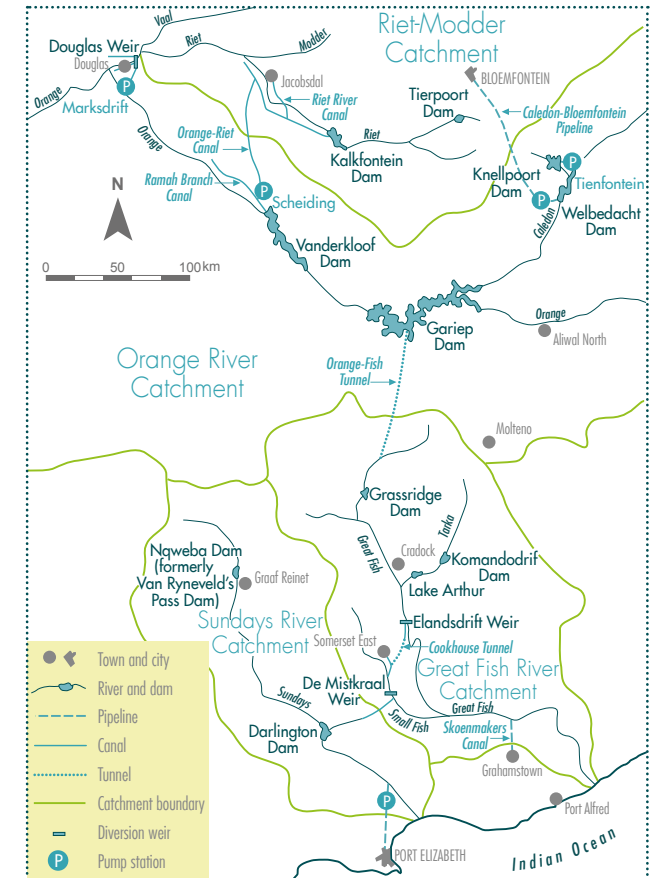 Vaal
Riet
Modder
Riet-Modder
Catchment
Douglas Weir
Douglas
Orange
Marksdrift
Jacobsdal
Riet River
Canal
Tierpoort
Dam
BLOEMFONTEIN
Caledon-Bloemfontein
Pipeline
Orange
Orange-Riet
Canal
Riet
Kalkfontein
Dam
Knellpoort
Dam
Tienfontein
Ramah Branch
Canal
Scheiding
Welbedacht
Dam
Caledon
N
Vanderkloof
Dam
0 50 100 km
Orange
Gariep
Dam
Aliwal North
Orange River
Catchment
Orange-Fish
Tunnel
Molteno
Grassridge
Dam
Great Fish
Tarka
Cradock
Komandodrif
Dam
Lake Arthur
Nqweba Dam
(formerly
Van Ryneveld's
Pass Dam)
Graaf Reinet
Elandsdrift Weir
Sundays River
Catchment
Somerset East
Cookhouse Tunnel
Great Fish River
Catchment
De Mistkraal
Weir
Sundays
Small Fish
Great Fish
Darlington
Dam
Skoenmakers
Canal
Grahamstown
Port Alfred
PORT ELIZABETH
Indian Ocean
Town and city
River and dam
Pipeline
Canal
Tunnel
Catchment boundary
Diversion weir
P Pump station
P
P
P
P
P